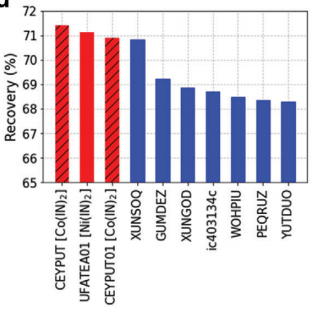 d
72
71
70
69
68
67
66
65
Recovery (%)
CEYPUT [Co(IN)₂]
UFATEA01 [Ni(IN)₂]
CEYPUT01 [Co(IN)₂]
XUNSOQ
GUMDEZ
XUNGOD
ic403134c
WOHPIU
PEQRUZ
YUTDUO